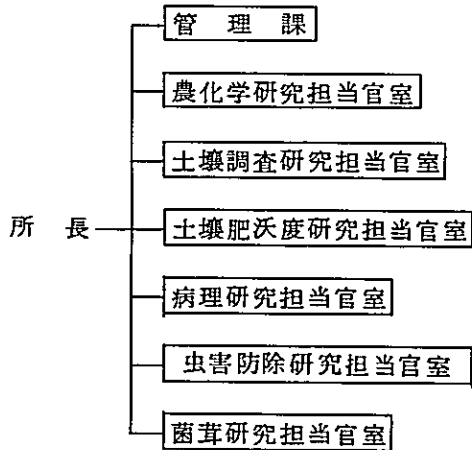 管理課
農化学研究担当官室
土壌調査研究担当官室
所長
土壌肥沃度研究担当官室
病理研究担当官室
虫害防除研究担当官室
菌茸研究担当官室